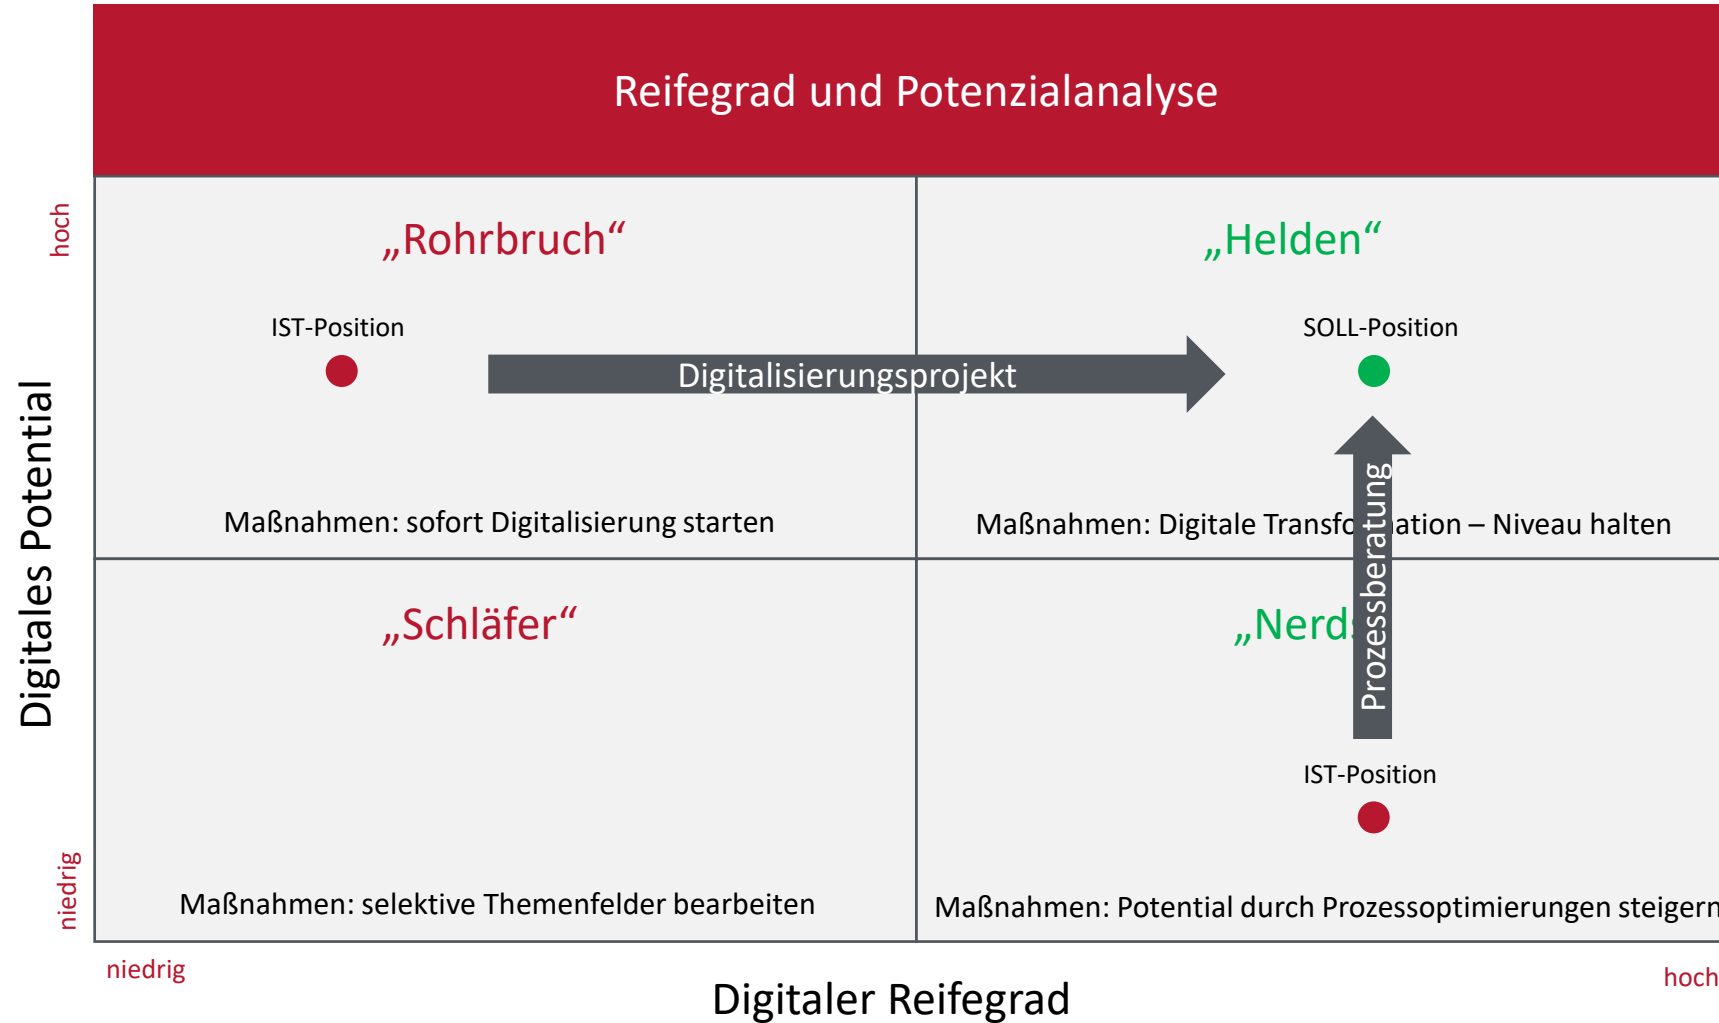 Reifegrad und Potenzialanalyse
hoch
„Rohrbruch“
„Helden“
IST-Position
SOLL-Position
Digitalisierungsprojekt
Maßnahmen: sofort Digitalisierung starten
Maßnahmen: Digitale Transfo ation – Niveau halten
Prozessberatung
Digitales Potential
„Schläfer“
„Nerds
IST-Position
Maßnahmen: selektive Themenfelder bearbeiten
Maßnahmen: Potential durch Prozessoptimierungen steigern
niedrig
niedrig
hoch
Digitaler Reifegrad